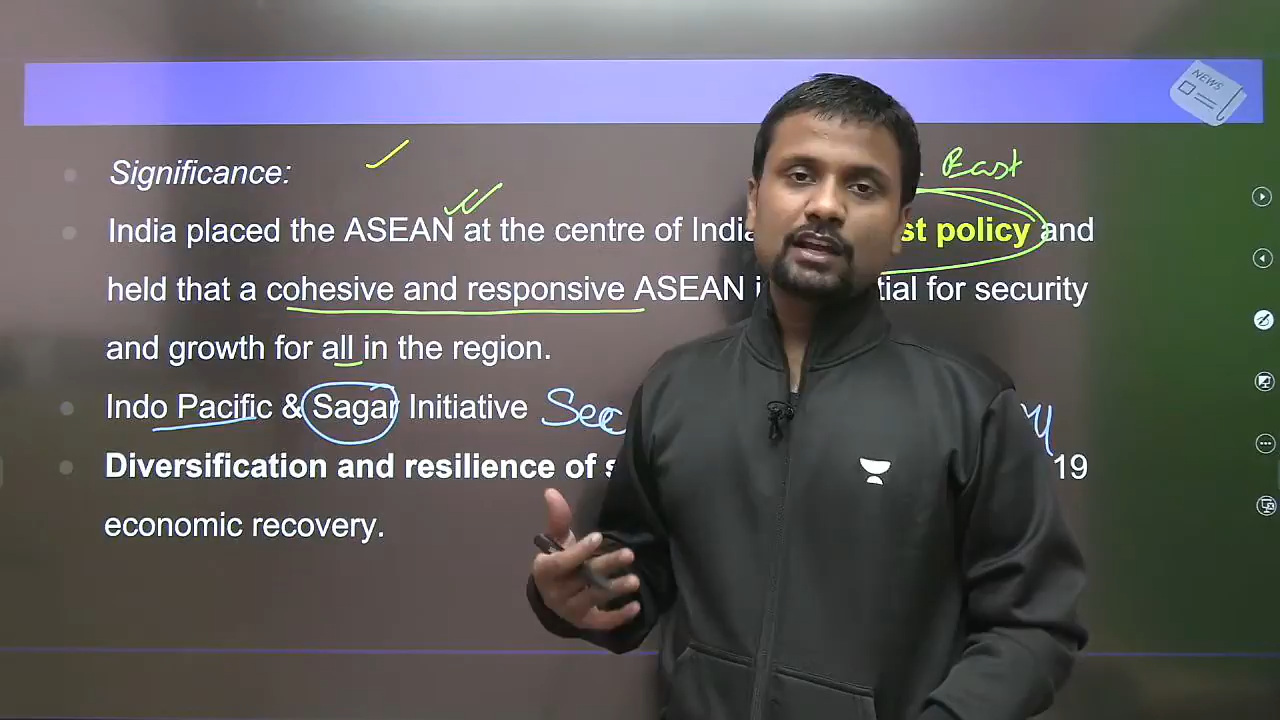 NEWS
Significance:
East
India placed the ASEAN at the centre of India st policy and
held that a cohesive and responsive ASEAN tial for security
and growth for all in the region.
Indo Pacific & Sagar Initiative Sec
Diversification and resilience of s 19
economic recovery.